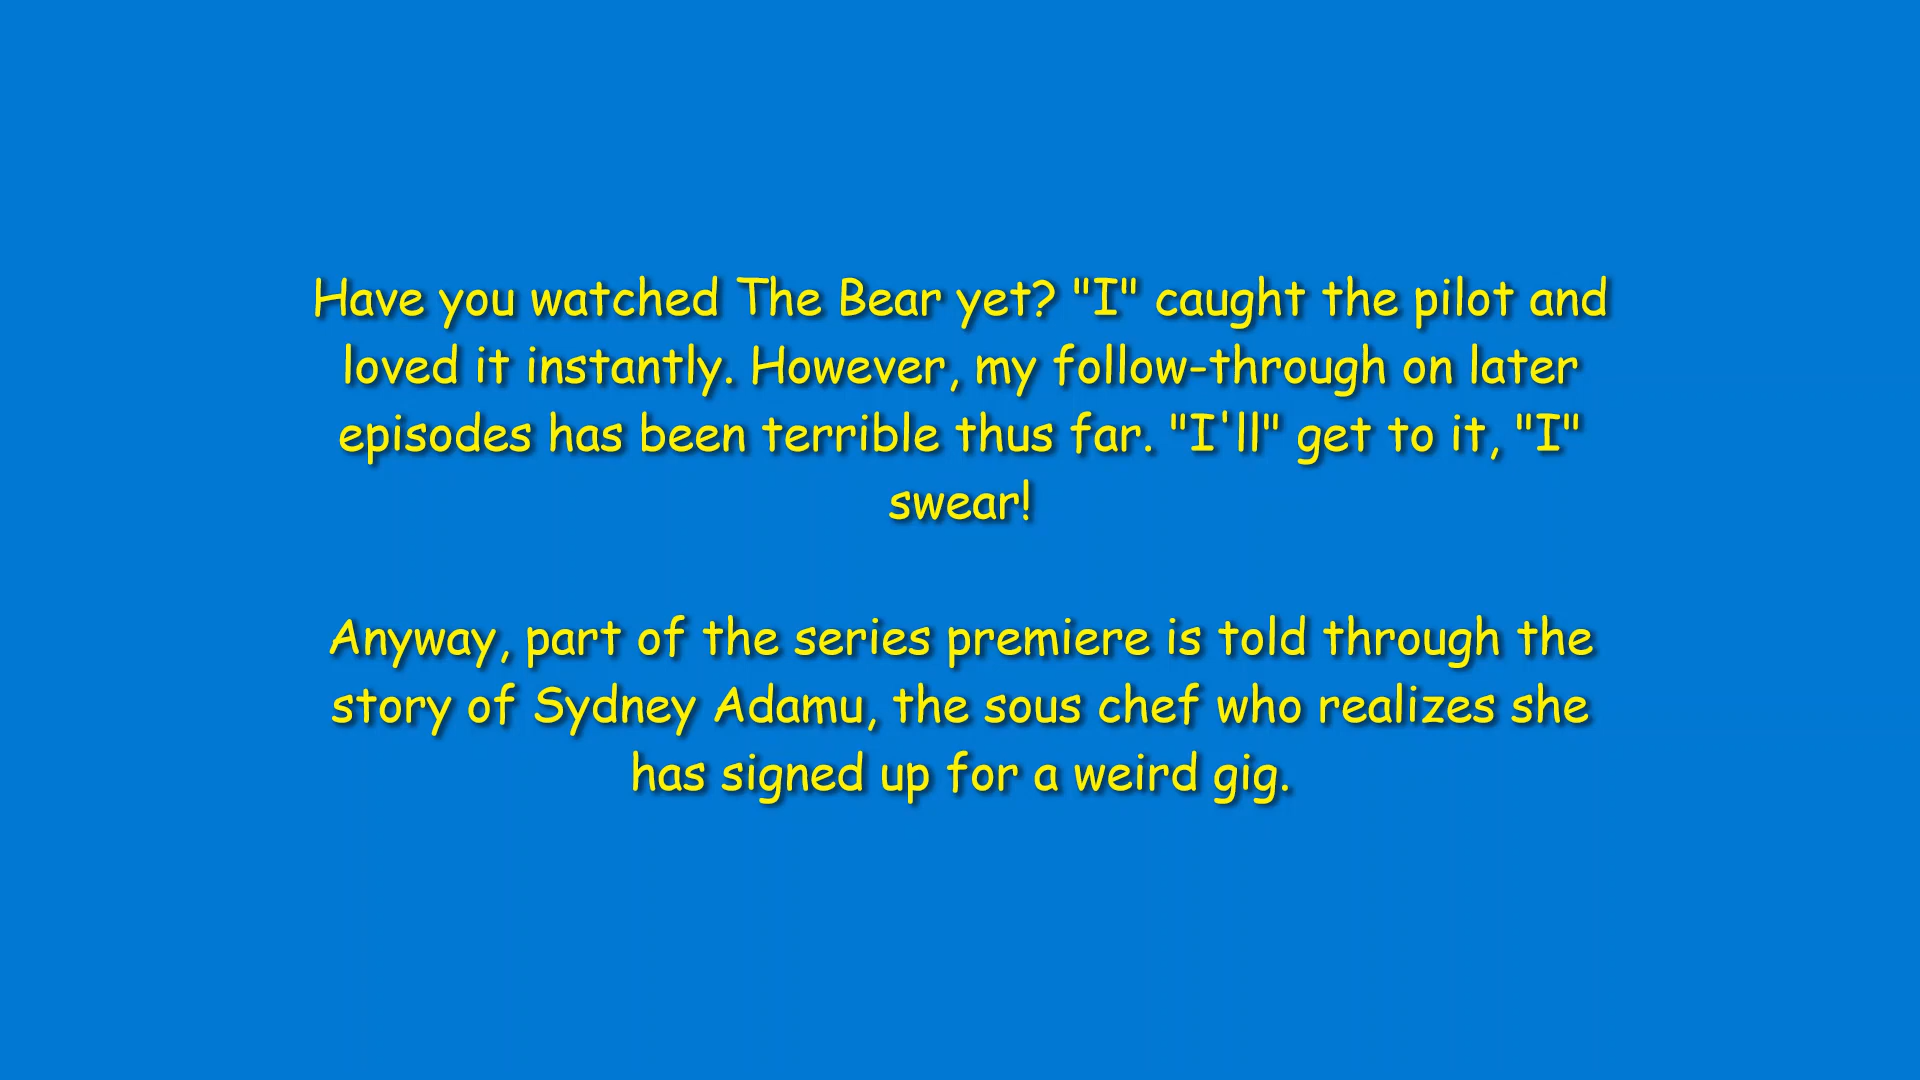 Have you watched The Bear yet? "I" caught the pilot and
loved it instantly. However, my follow-through on later
episodes has been terrible thus far. "I'll" get to it, "I"
swear!
Anyway, part of the series premiere is told through the
story of Sydney Adamu, the sous chef who realizes she
has signed up for a weird gig.